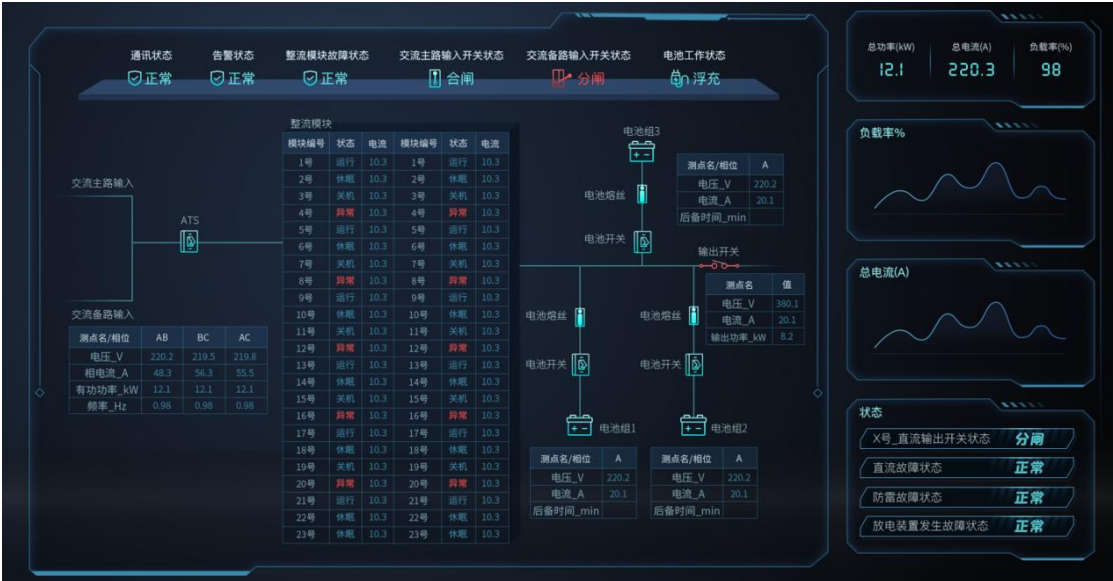 通讯状态 告警状态 整流模块故障状态 交流主路输入开关状态 交流备路输入开关状态 电池工作状态
正常 正常 正常 合闸 分闸 浮充
交流主路输入
ATS
交流备路输入
测点名/相位 AB BC AC
电压_V 220.2 219.5 219.8
相电流_A 48.3 56.3 55.5
有功功率_kW 12.1 12.1 12.1
频率_Hz 0.98 0.98 0.98
整流模块
模块编号 状态 电流 模块编号 状态 电流
1号 运行 10.3 1号 运行 10.3
2号 休眠 10.3 2号 休眠 10.3
3号 关机 10.3 3号 关机 10.3
4号 异常 10.3 4号 异常 10.3
5号 运行 10.3 5号 运行 10.3
6号 休眠 10.3 6号 休眠 10.3
7号 关机 10.3 7号 关机 10.3
8号 异常 10.3 8号 异常 10.3
9号 运行 10.3 9号 运行 10.3
10号 休眠 10.3 10号 休眠 10.3
11号 关机 10.3 11号 关机 10.3
12号 异常 10.3 12号 异常 10.3
13号 运行 10.3 13号 运行 10.3
14号 休眠 10.3 14号 休眠 10.3
15号 关机 10.3 15号 关机 10.3
16号 异常 10.3 16号 异常 10.3
17号 运行 10.3 17号 运行 10.3
18号 休眠 10.3 18号 休眠 10.3
19号 关机 10.3 19号 关机 10.3
20号 异常 10.3 20号 异常 10.3
21号 运行 10.3 21号 运行 10.3
22号 休眠 10.3 22号 休眠 10.3
23号 休眠 10.3 23号 休眠 10.3
电池组3
电池熔丝
电池开关
测点名/相位 A
电压_V 220.2
电流_A 20.1
后备时间_min
输出开关
测点名 值
电压_V 380.1
电流_A 20.1
输出功率_kW 8.2
电池熔丝 电池熔丝
电池开关 电池开关
电池组1 电池组2
测点名/相位 A
电压_V 220.2
电流_A 20.1
后备时间_min
测点名/相位 A
电压_V 220.2
电流_A 20.1
后备时间_min
总功率(kW) 总电流(A) 负载率(%)
12.1 220.3 98
负载率%
总电流(A)
状态
X号_直流输出开关状态 分闸
直流故障状态 正常
防雷故障状态 正常
放电装置发生故障状态 正常